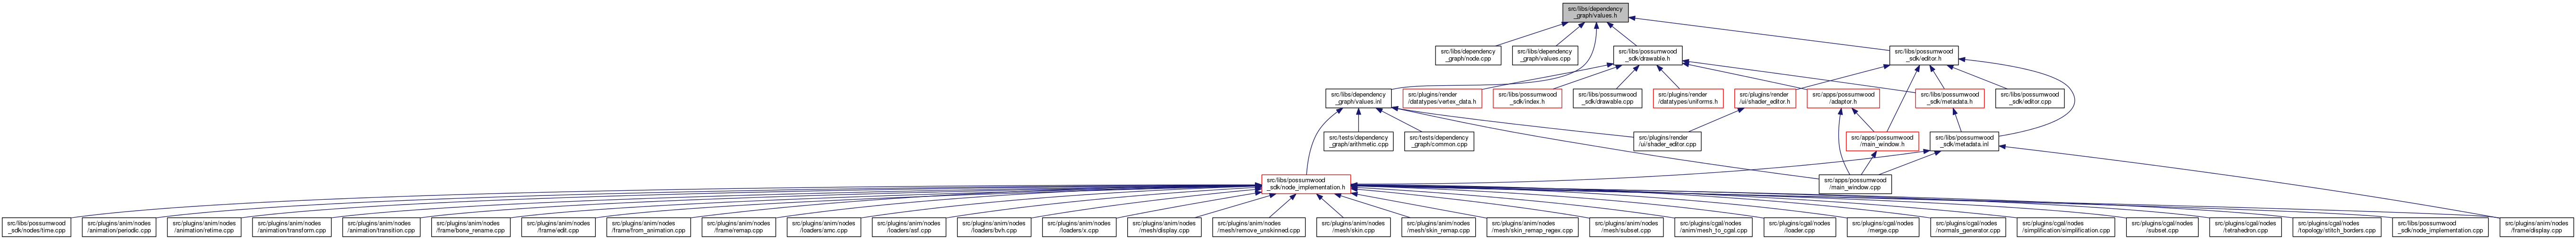 src/libs/dependency
_graph/values.h
src/libs/dependency
_graph/node.cpp
src/libs/dependency
_graph/values.cpp
src/libs/possumwood
_sdk/drawable.h
src/libs/possumwood
_sdk/editor.h
src/libs/dependency
_graph/values.inl
src/plugins/render
/datatypes/vertex_data.h
src/libs/possumwood
_sdk/index.h
src/libs/possumwood
_sdk/drawable.cpp
src/plugins/render
/datatypes/uniforms.h
src/plugins/render
/ui/shader_editor.h
src/apps/possumwood
/adaptor.h
src/libs/possumwood
_sdk/metadata.h
src/libs/possumwood
_sdk/editor.cpp
src/tests/dependency
_graph/arithmetic.cpp
src/tests/dependency
_graph/common.cpp
src/plugins/render
/ui/shader_editor.cpp
src/apps/possumwood
/main_window.h
src/libs/possumwood
_sdk/metadata.inl
src/libs/possumwood
_sdk/node_implementation.h
src/apps/possumwood
/main_window.cpp
src/libs/possumwood
_sdk/nodes/time.cpp
src/plugins/anim/nodes
/animation/periodic.cpp
src/plugins/anim/nodes
/animation/retime.cpp
src/plugins/anim/nodes
/animation/transform.cpp
src/plugins/anim/nodes
/animation/transition.cpp
src/plugins/anim/nodes
/frame/bone_rename.cpp
src/plugins/anim/nodes
/frame/edit.cpp
src/plugins/anim/nodes
/frame/from_animation.cpp
src/plugins/anim/nodes
/frame/remap.cpp
src/plugins/anim/nodes
/loaders/amc.cpp
src/plugins/anim/nodes
/loaders/asf.cpp
src/plugins/anim/nodes
/loaders/bvh.cpp
src/plugins/anim/nodes
/loaders/x.cpp
src/plugins/anim/nodes
/mesh/display.cpp
src/plugins/anim/nodes
/mesh/remove_unskinned.cpp
src/plugins/anim/nodes
/mesh/skin.cpp
src/plugins/anim/nodes
/mesh/skin_remap.cpp
src/plugins/anim/nodes
/mesh/skin_remap_regex.cpp
src/plugins/anim/nodes
/mesh/subset.cpp
src/plugins/cgal/nodes
/anim/mesh_to_cgal.cpp
src/plugins/cgal/nodes
/loader.cpp
src/plugins/cgal/nodes
/merge.cpp
src/plugins/cgal/nodes
/normals_generator.cpp
src/plugins/cgal/nodes
/simplification/simplification.cpp
src/plugins/cgal/nodes
/subset.cpp
src/plugins/cgal/nodes
/tetrahedron.cpp
src/plugins/cgal/nodes
/topology/stitch_borders.cpp
src/libs/possumwood
_sdk/node_implementation.cpp
src/plugins/anim/nodes
/frame/display.cpp